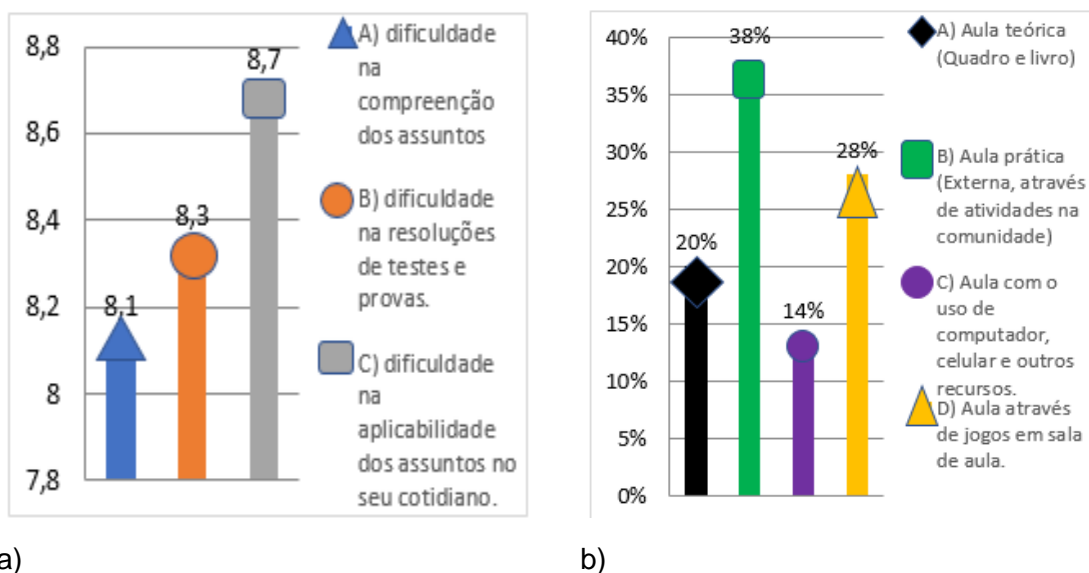 8,8
8,6
8,4
8,2
8
7,8
8,1
8,3
8,7
A) dificuldade
na
compreenção
dos assuntos
B) dificuldade
na resoluções
de testes e
provas.
C) dificuldade
na
aplicabilidade
dos assuntos no
seu cotidiano.
a)
40%
35%
30%
25%
20%
15%
10%
5%
0%
20%
38%
14%
28%
A) Aula teórica
(Quadro e livro)
B) Aula prática
(Externa, através
de atividades na
comunidade)
C) Aula com o
uso de
computador,
celular e outros
recursos.
D) Aula através
de jogos em sala
de aula.
b)